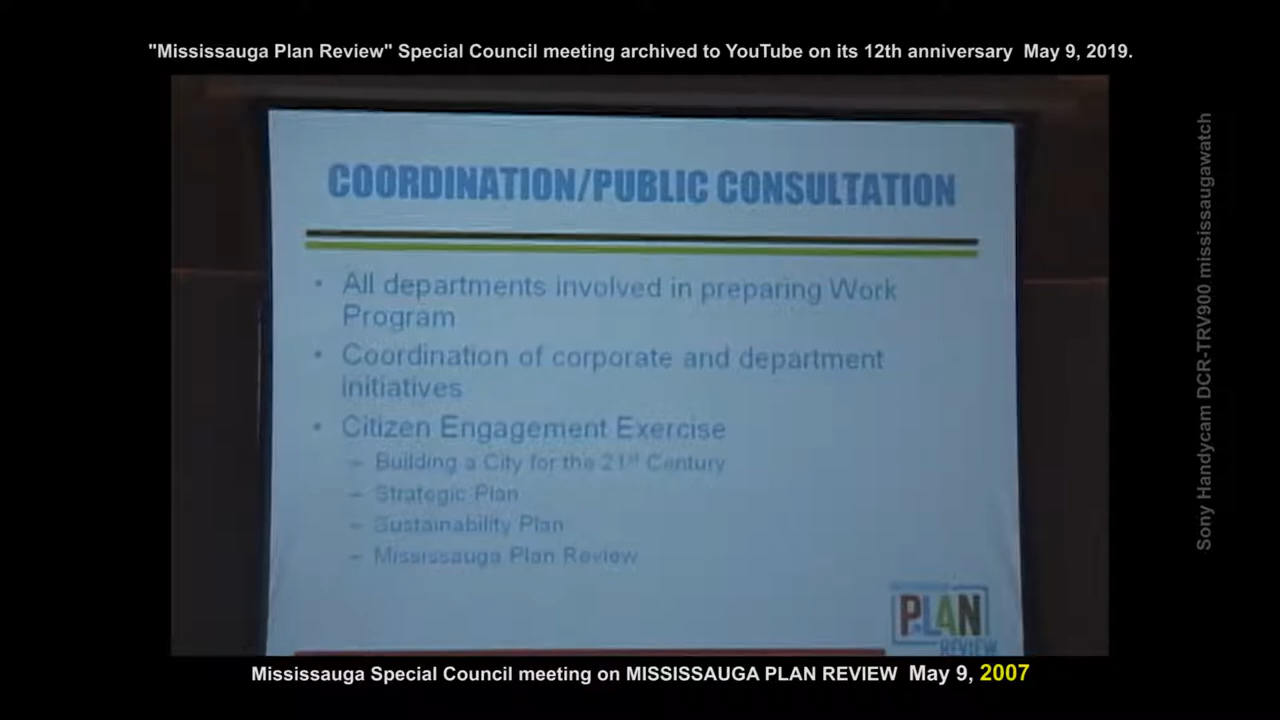 "Mississauga Plan Review" Special Council meeting archived to YouTube on its 12th anniversary May 9, 2019.
COORDINATION/PUBLIC CONSULTATION
• All departments involved in preparing Work
Program
• Coordination of corporate and department
initiatives
• Citizen Engagement Exercise
– Building a City for the 21st Century
– Strategic Plan
– Sustainability Plan
– Mississauga Plan Review
PLAN
REVIEW
Mississauga Special Council meeting on MISSISSAUGA PLAN REVIEW May 9, 2007
Sony Handycam DCR-TRV900 mississaugawatch